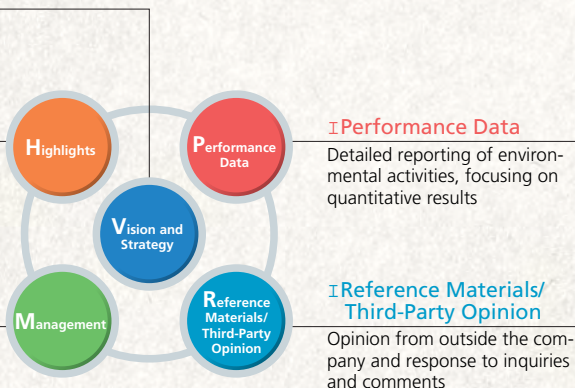 Highlights
Performance
Data
Vision and
Strategy
Management
Reference
Materials/
Third-Party
Opinion
Performance Data
Detailed reporting of environ-
mental activities, focusing on
quantitative results
Reference Materials/
Third-Party Opinion
Opinion from outside the com-
pany and response to inquiries
and comments